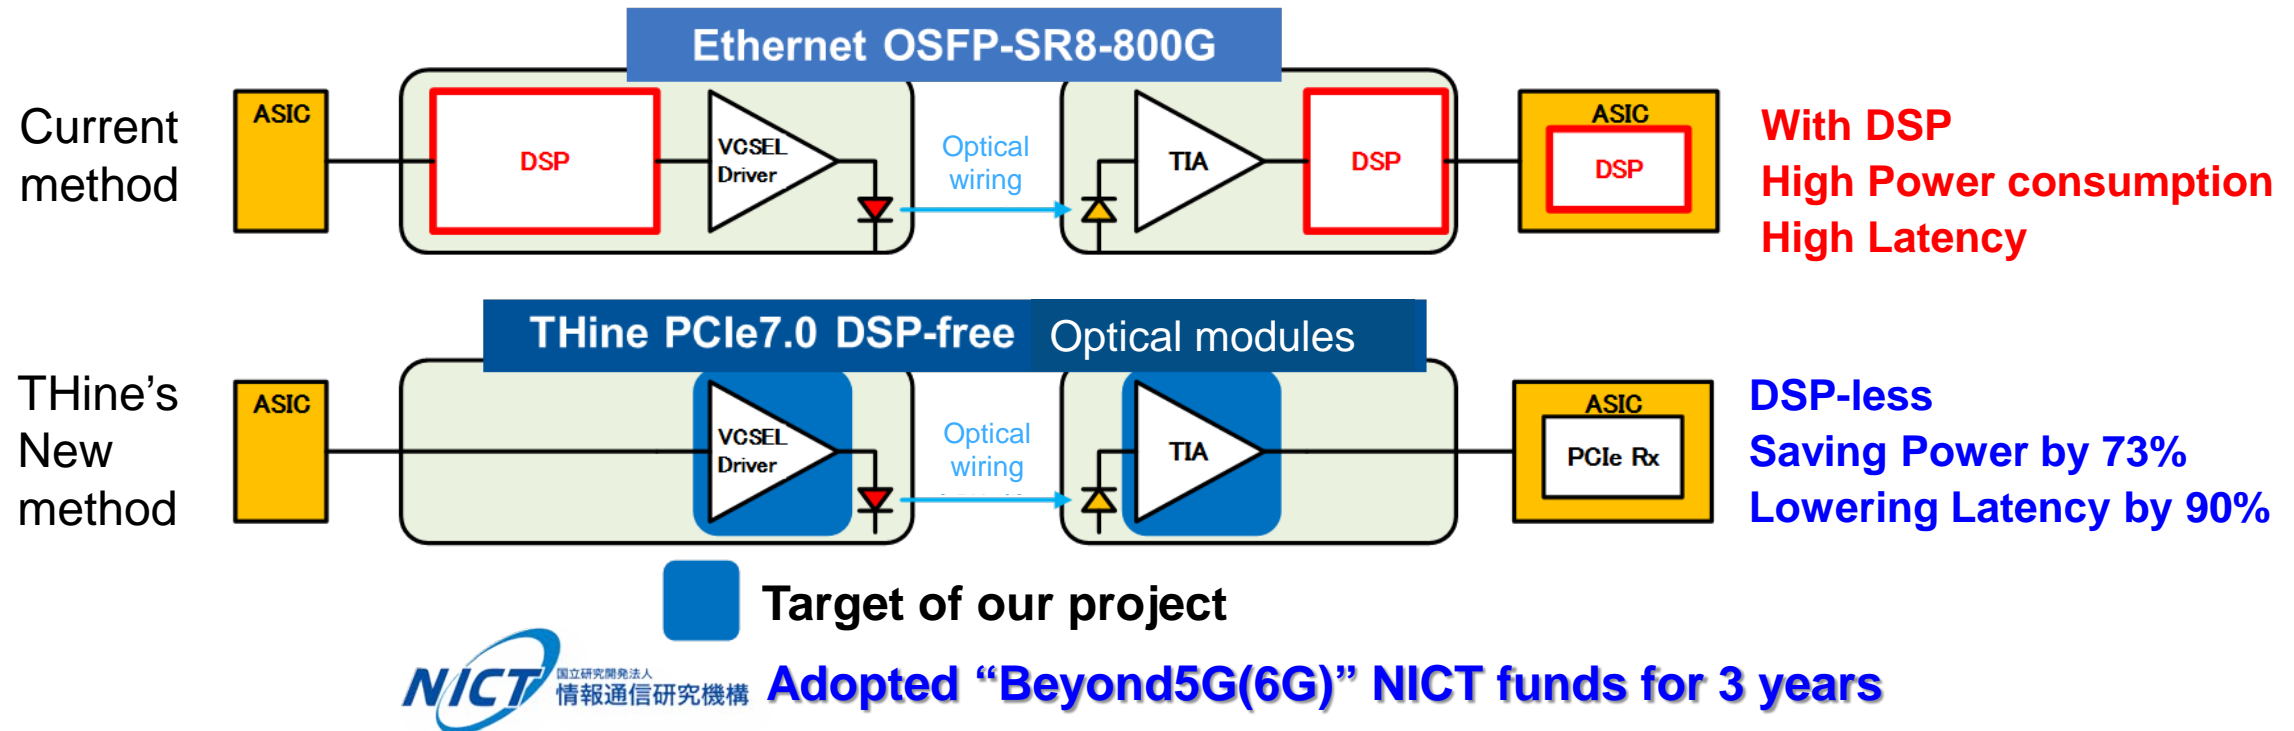 Ethernet OSFP-SR8-800G
Current
method
ASIC
DSP
VCSEL
Driver
Optical
wiring
TIA
DSP
ASIC
DSP
With DSP
High Power consumption
High Latency
THine PCIe7.0 DSP-free Optical modules
THine's
New
method
ASIC
VCSEL
Driver
Optical
wiring
TIA
ASIC
PCIe Rx
DSP-less
Saving Power by 73%
Lowering Latency by 90%
Target of our project
NICT
国立研究開発法人
情報通信研究機構
Adopted “Beyond5G(6G)” NICT funds for 3 years